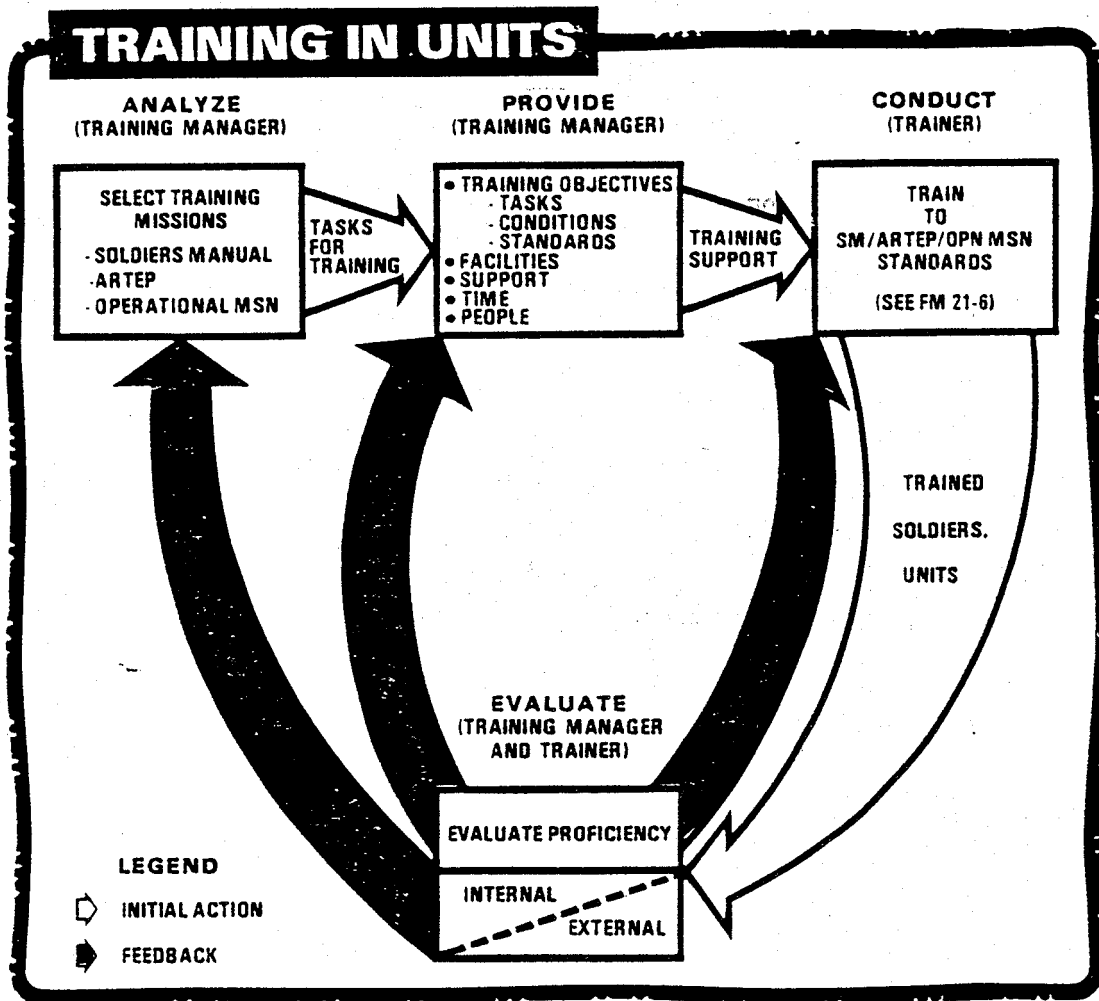 TRAINING IN UNITS
ANALYZE
(TRAINING MANAGER)
SELECT TRAINING
MISSIONS
- SOLDIERS MANUAL
- ARTEP
- OPERATIONAL MSN
TASKS
FOR
TRAINING
PROVIDE
(TRAINING MANAGER)
• TRAINING OBJECTIVES
- TASKS
- CONDITIONS
- STANDARDS
• FACILITIES
• SUPPORT
• TIME
• PEOPLE
TRAINING
SUPPORT
CONDUCT
(TRAINER)
TRAIN
TO
SM/ARTEP/OPN MSN
STANDARDS
(SEE FM 21-6)
TRAINED
SOLDIERS.
UNITS
EVALUATE
(TRAINING MANAGER
AND TRAINER)
EVALUATE PROFICIENCY
INTERNAL
EXTERNAL
LEGEND
INITIAL ACTION
FEEDBACK